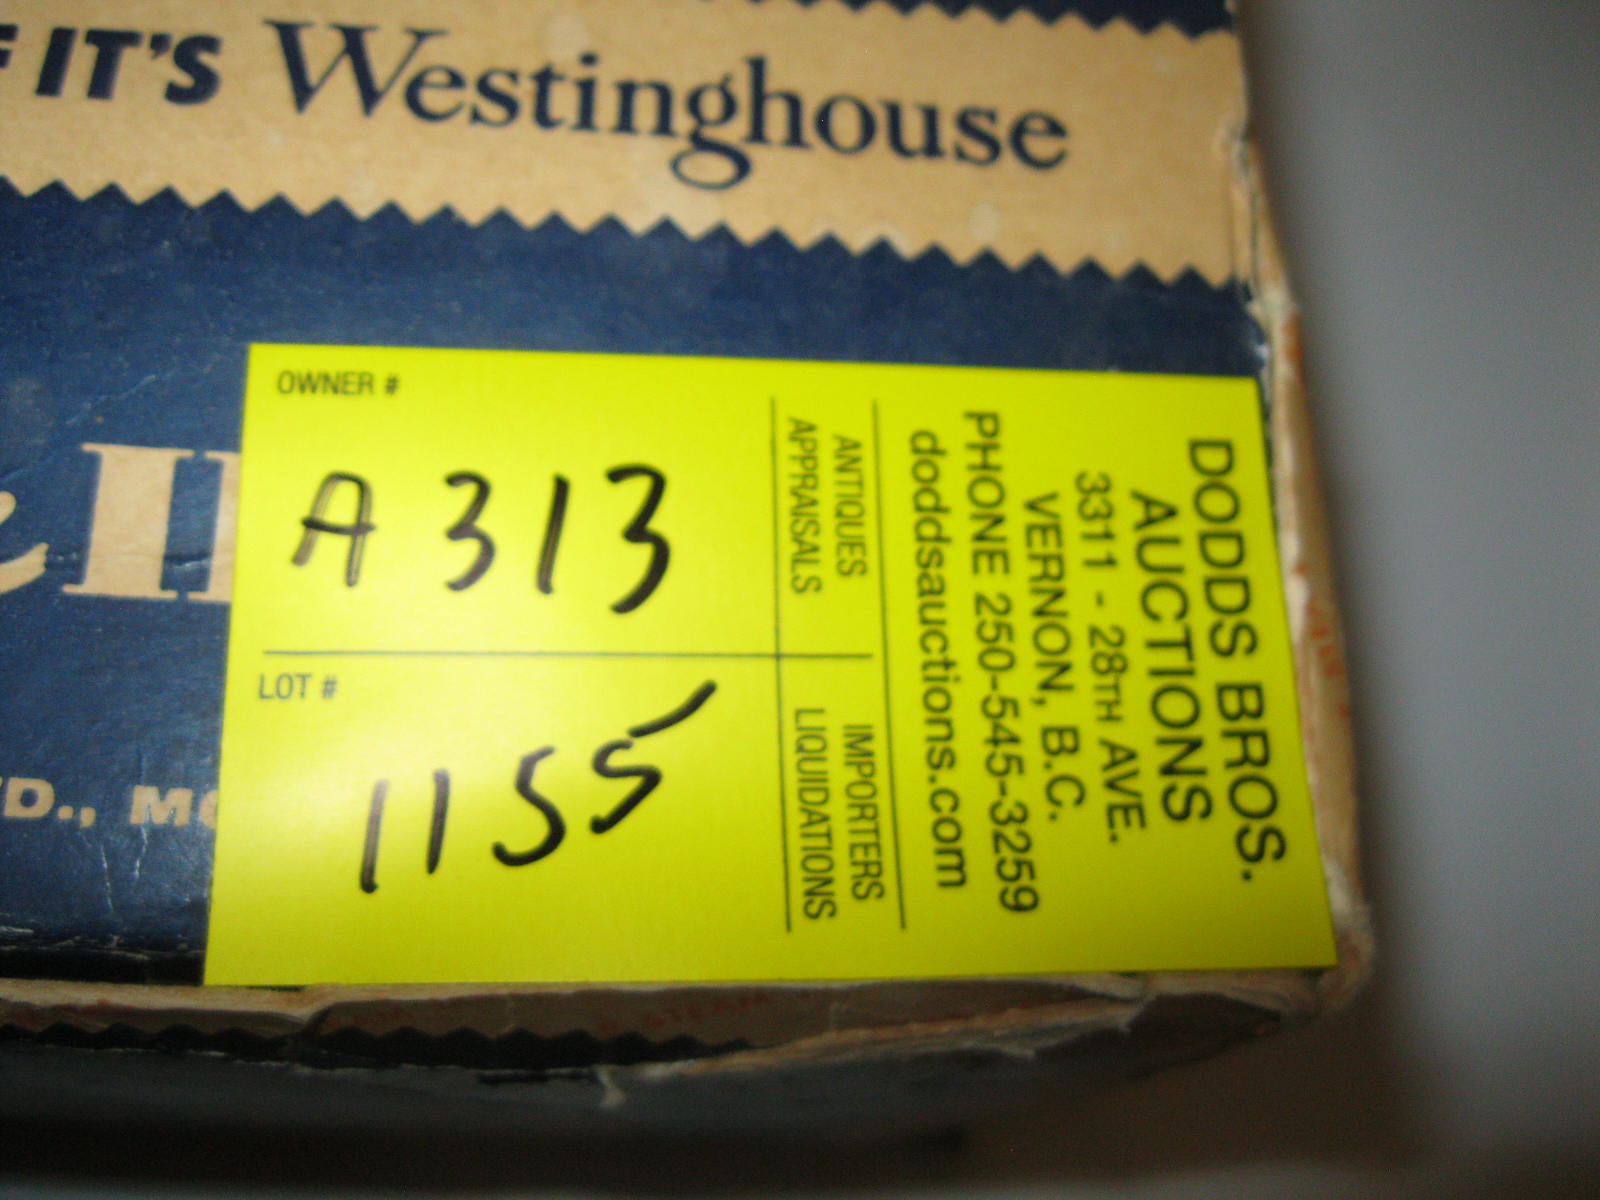 IT'S Westinghouse
OWNER #
A 313
LOT #
1155
ANTIQUES
APPRAISALS
IMPORTERS
LIQUIDATIONS
DODDS BROS.
AUCTIONS
3311 - 28TH AVE.
VERNON, B.C.
PHONE 250-545-3259
doddsauctions.com